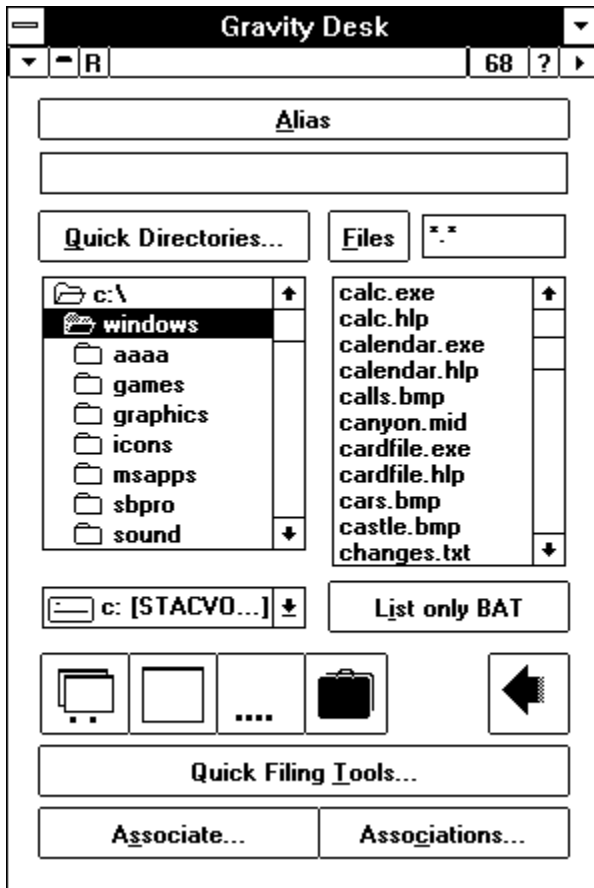 Gravity Desk
R 68 ?
Alias
Quick Directories... Files *.*
c:\
windows
aaaa
games
graphics
icons
msapps
sbpro
sound
calc.exe
calc.hlp
calendar.exe
calendar.hlp
calls.bmp
canyon.mid
cardfile.exe
cardfile.hlp
cars.bmp
castle.bmp
changes.txt
c: [STACVO...] List only BAT
Quick Filing Tools...
Associate... Associations...